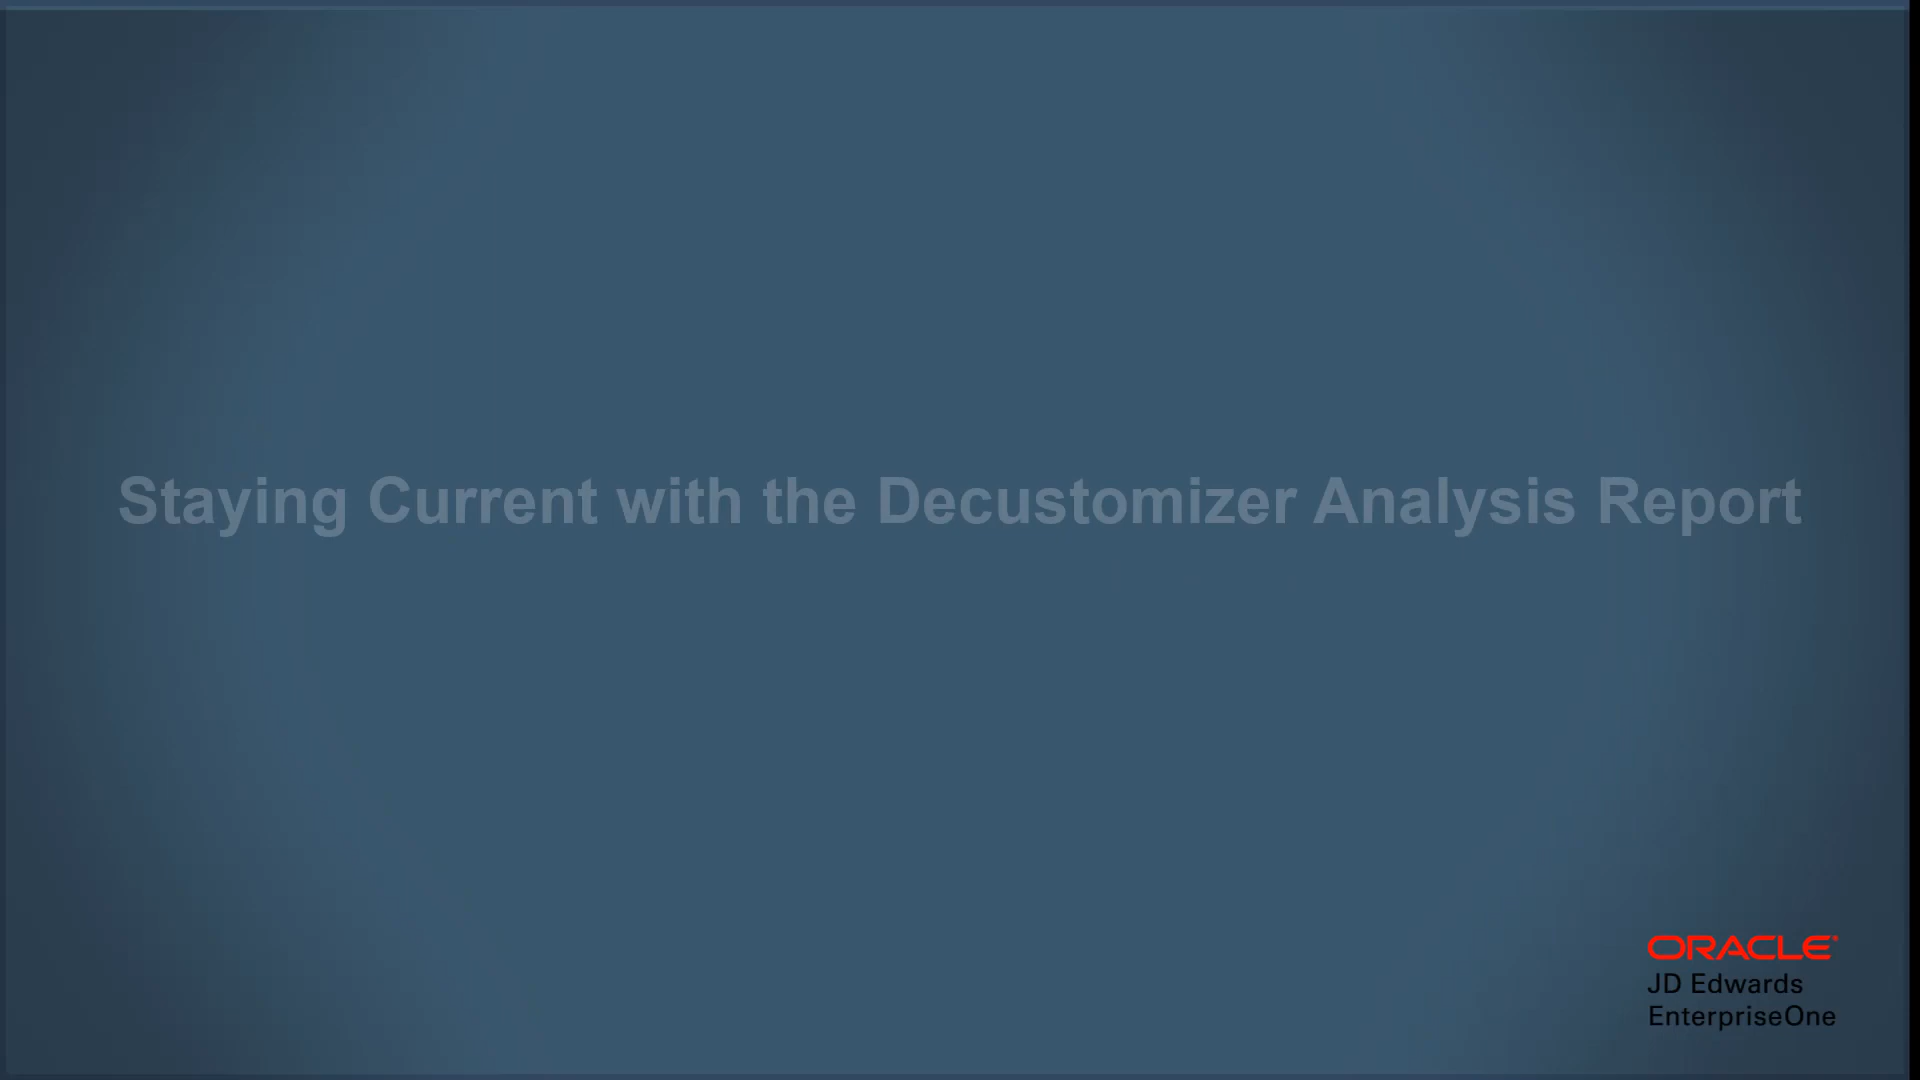 Staying Current with the Decustomizer Analysis Report
ORACLE®
JD Edwards
EnterpriseOne